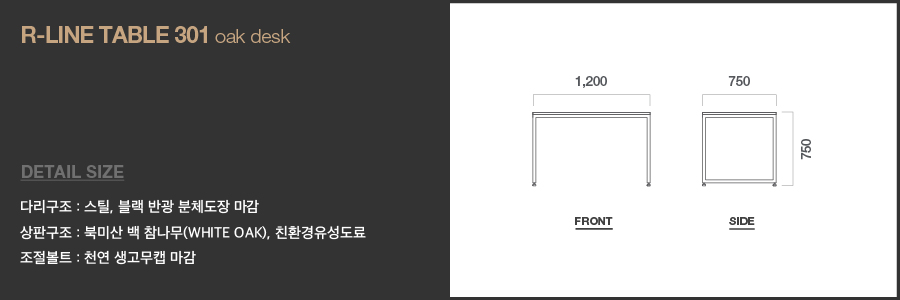 R-LINE TABLE 301 oak desk
DETAIL SIZE
다리구조 : 스틸, 블랙 반광 분체도장 마감
상판구조 : 북미산 백 참나무(WHITE OAK), 친환경유성도료
조절볼트 : 천연 생고무캡 마감
1,200
750
750
FRONT
SIDE